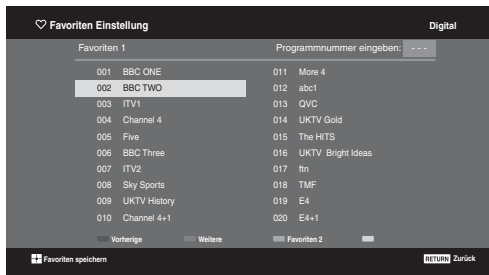 ♡ Favoriten Einstellung Digital
Favoriten 1 Programmnummer eingeben: - - -
001 BBC ONE
002 BBC TWO
003 ITV1
004 Channel 4
005 Five
006 BBC Three
007 ITV2
008 Sky Sports
009 UKTV History
010 Channel 4+1
011 More 4
012 abc1
013 QVC
014 UKTV Gold
015 The HITS
016 UKTV Bright Ideas
017 ftn
018 TMF
019 E4
020 E4+1
Vorherige Weitere Favoriten 2
Favoriten speichern RETURN Zurück